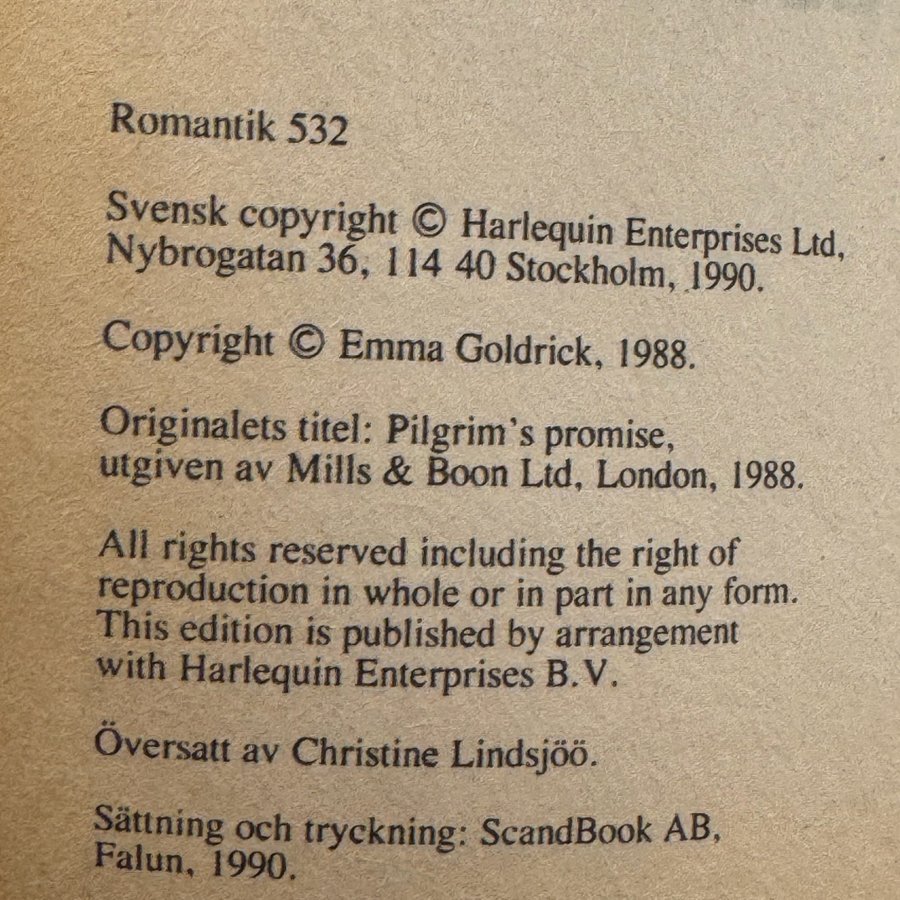 Romantik 532
Svensk copyright © Harlequin Enterprises Ltd,
Nybrogatan 36, 114 40 Stockholm, 1990.
Copyright © Emma Goldrick, 1988.
Originalets titel: Pilgrim's promise,
utgiven av Mills & Boon Ltd, London, 1988.
All rights reserved including the right of
reproduction in whole or in part in any form.
This edition is published by arrangement
with Harlequin Enterprises B.V.
Översatt av Christine Lindsjöö.
Sättning och tryckning: ScandBook AB,
Falun, 1990.